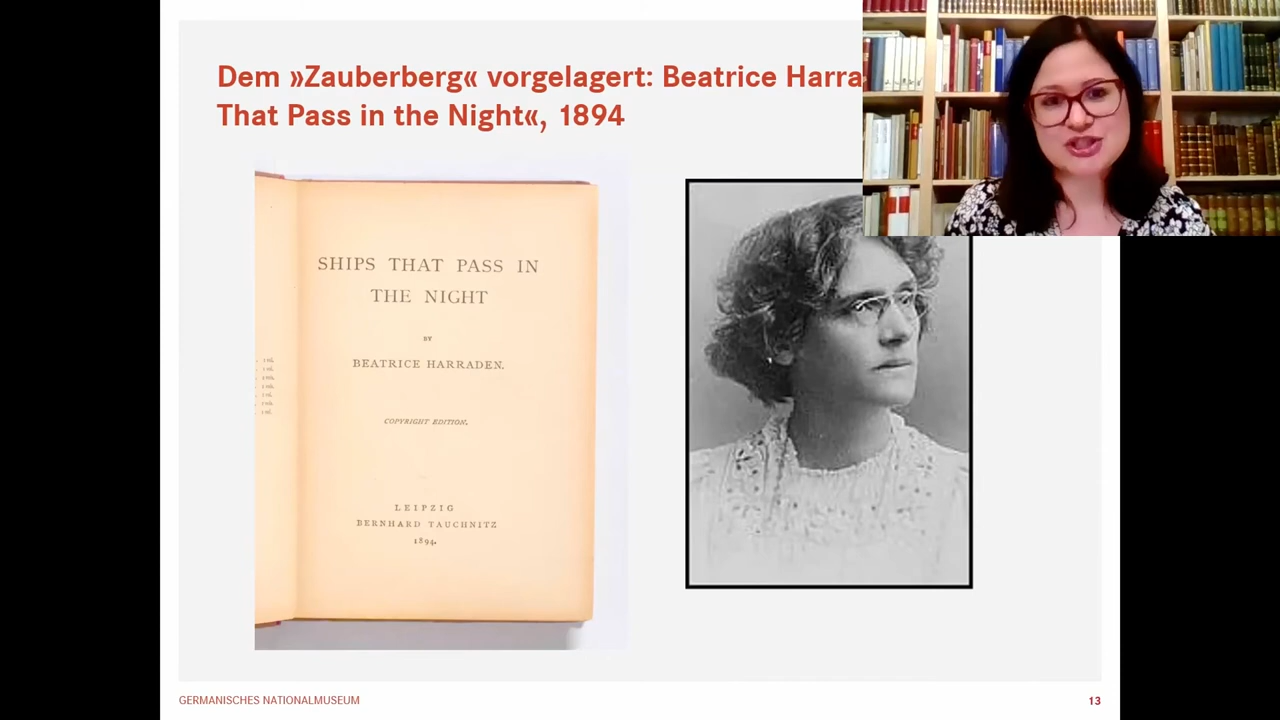 Dem »Zauberberg« vorgelagert: Beatrice Harra
That Pass in the Night«, 1894
SHIPS THAT PASS IN
THE NIGHT
BY
BEATRICE HARRADEN.
COPYRIGHT EDITION.
LEIPZIG
BERNHARD TAUCHNITZ
1894.
GERMANISCHES NATIONALMUSEUM
13